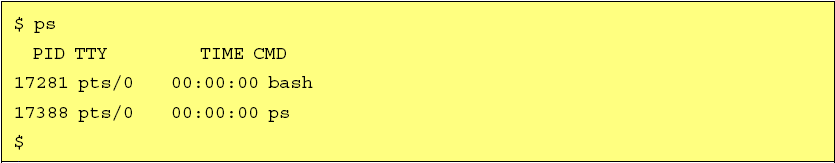 $ ps
  PID TTY          TIME CMD
17281 pts/0    00:00:00 bash
17388 pts/0    00:00:00 ps
$